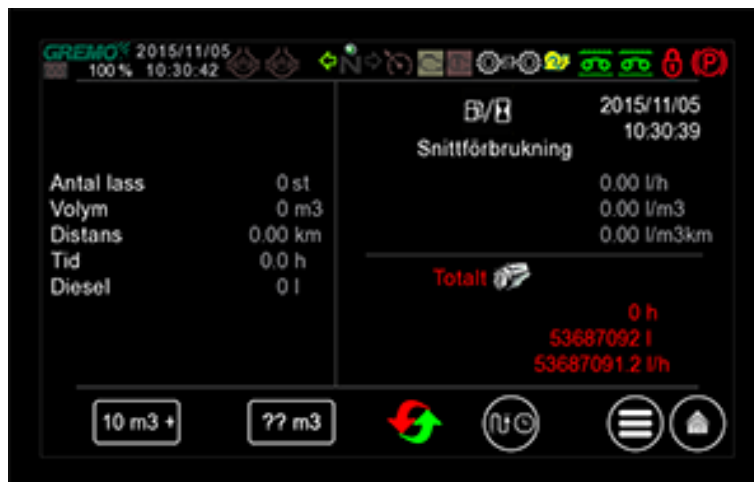 GREMO 2015/11/05
100 % 10:30:42
N
(P)
Snittförbrukning
2015/11/05
10:30:39
Antal lass 0 st
Volym 0 m3
Distans 0.00 km
Tid 0.0 h
Diesel 0 l
0.00 l/h
0.00 l/m3
0.00 l/m3km
Totalt
0 h
53687092 l
53687091.2 l/h
10 m3 +
?? m3